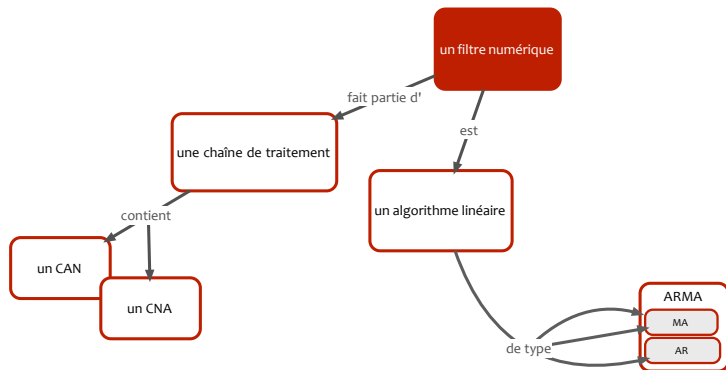 un filtre numérique
fait partie d'
est
une chaîne de traitement
un algorithme linéaire
contient
un CAN
un CNA
ARMA
MA
AR
de type